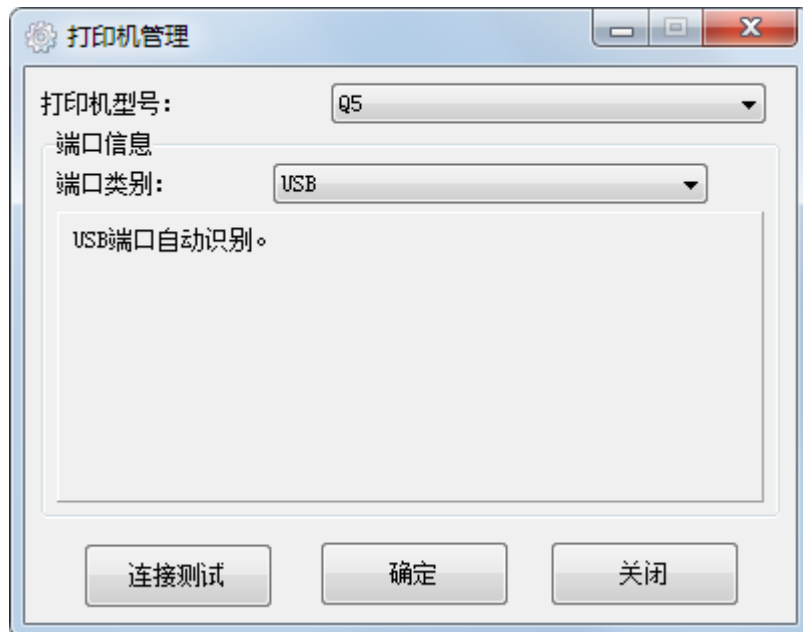 打印机管理
打印机型号: Q5
端口信息
端口类别: USB
USB端口自动识别。
连接测试 确定 关闭